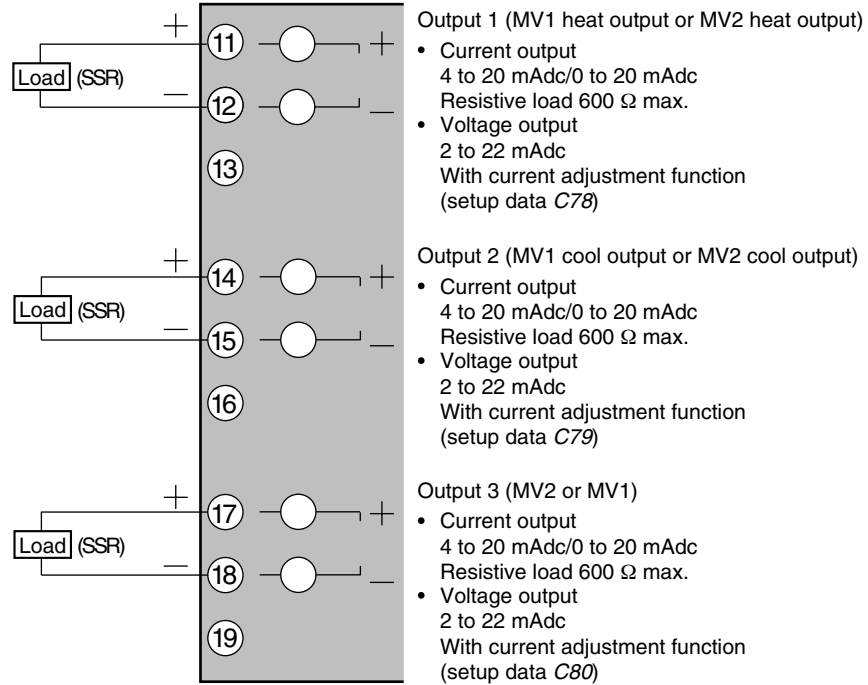 +
11
+
Load (SSR)
—
12
—
13
+
14
+
Load (SSR)
—
15
—
16
+
17
+
Load (SSR)
—
18
—
19
Output 1 (MV1 heat output or MV2 heat output)
• Current output
4 to 20 mAdc/0 to 20 mAdc
Resistive load 600 Ω max.
• Voltage output
2 to 22 mAdc
With current adjustment function
(setup data C78)
Output 2 (MV1 cool output or MV2 cool output)
• Current output
4 to 20 mAdc/0 to 20 mAdc
Resistive load 600 Ω max.
• Voltage output
2 to 22 mAdc
With current adjustment function
(setup data C79)
Output 3 (MV2 or MV1)
• Current output
4 to 20 mAdc/0 to 20 mAdc
Resistive load 600 Ω max.
• Voltage output
2 to 22 mAdc
With current adjustment function
(setup data C80)